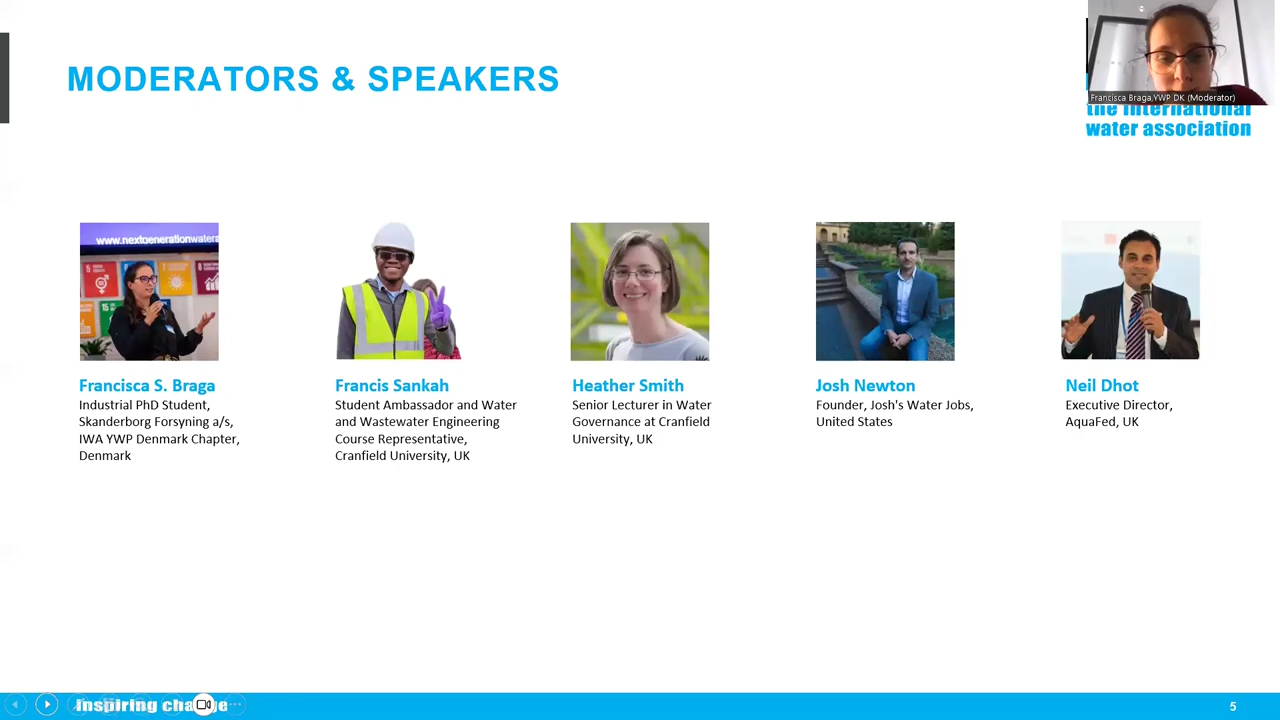 MODERATORS & SPEAKERS
Francisca Braga,YWP DK (Moderator)
the international
water association
www.nextgenerationwatera
Francisca S. Braga
Industrial PhD Student,
Skanderborg Forsyning a/s,
IWA YWP Denmark Chapter,
Denmark
Francis Sankah
Student Ambassador and Water
and Wastewater Engineering
Course Representative,
Cranfield University, UK
Heather Smith
Senior Lecturer in Water
Governance at Cranfield
University, UK
Josh Newton
Founder, Josh's Water Jobs,
United States
Neil Dhot
Executive Director,
AquaFed, UK
Inspiring change
5